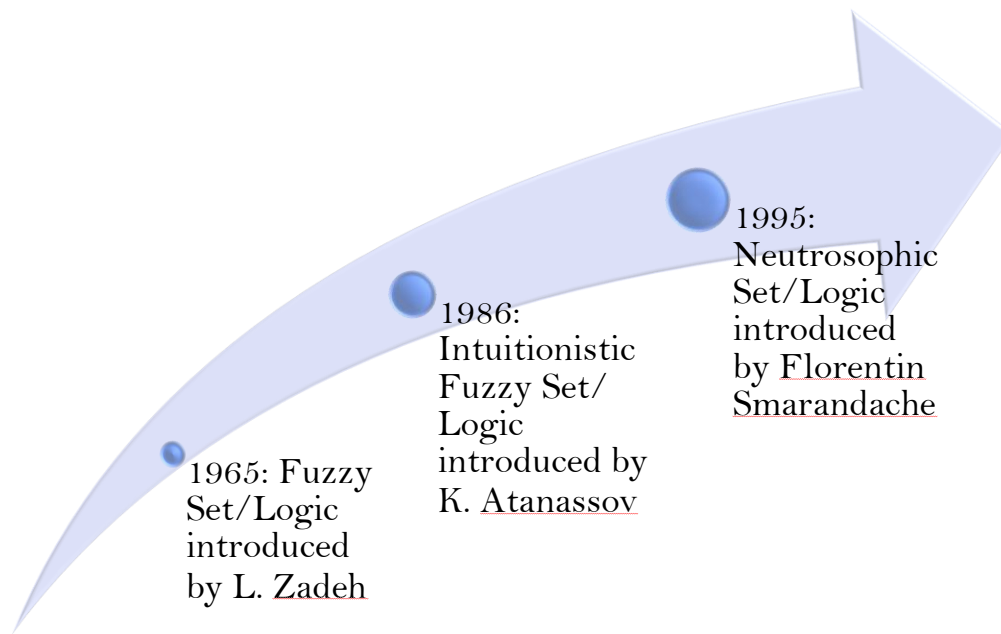 1965: Fuzzy
Set/Logic
introduced
by L. Zadeh
1986:
Intuitionistic
Fuzzy Set/
Logic
introduced by
K. Atanassov
1995:
Neutrosophic
Set/Logic
introduced
by Florentin
Smarandache